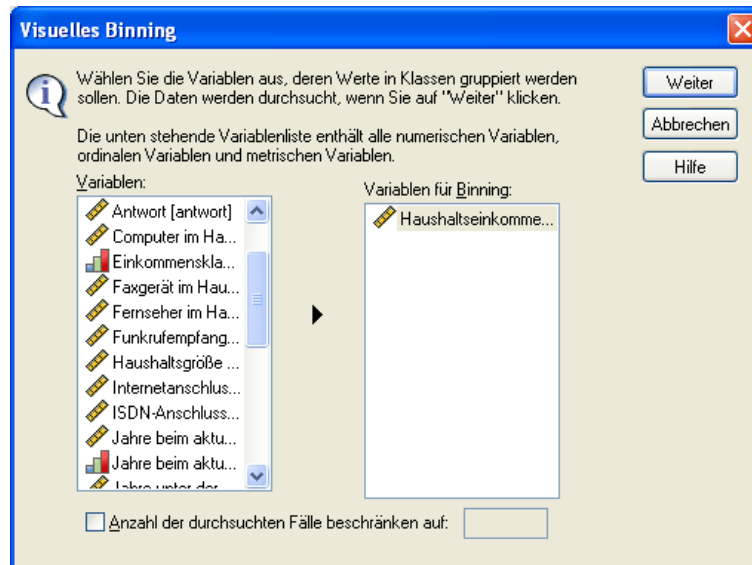 Visuelles Binning
Wählen Sie die Variablen aus, deren Werte in Klassen gruppiert werden
sollen. Die Daten werden durchsucht, wenn Sie auf "Weiter" klicken.
Die unten stehende Variablenliste enthält alle numerischen Variablen,
ordinalen Variablen und metrischen Variablen.
Weiter
Abbrechen
Hilfe
Variablen:
Antwort [antwort]
Computer im Ha...
Einkommenskla...
Faxgerät im Hau...
Fernseher im Ha...
Funkrufempfang...
Haushaltsgröße ...
Internetanschlus...
ISDN-Anschluss...
Jahre beim aktu...
Jahre beim aktu...
Jahre unter der
Variablen für Binning:
Haushaltseinkomme...
Anzahl der durchsuchten Fälle beschränken auf: